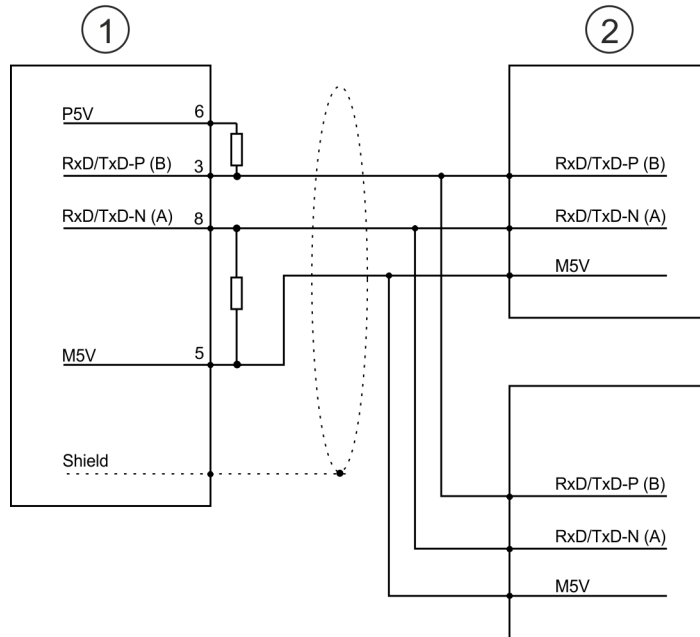 1
2
P5V 6
RxD/TxD-P (B) 3
RxD/TxD-N (A) 8
M5V 5
Shield
RxD/TxD-P (B)
RxD/TxD-N (A)
M5V
RxD/TxD-P (B)
RxD/TxD-N (A)
M5V